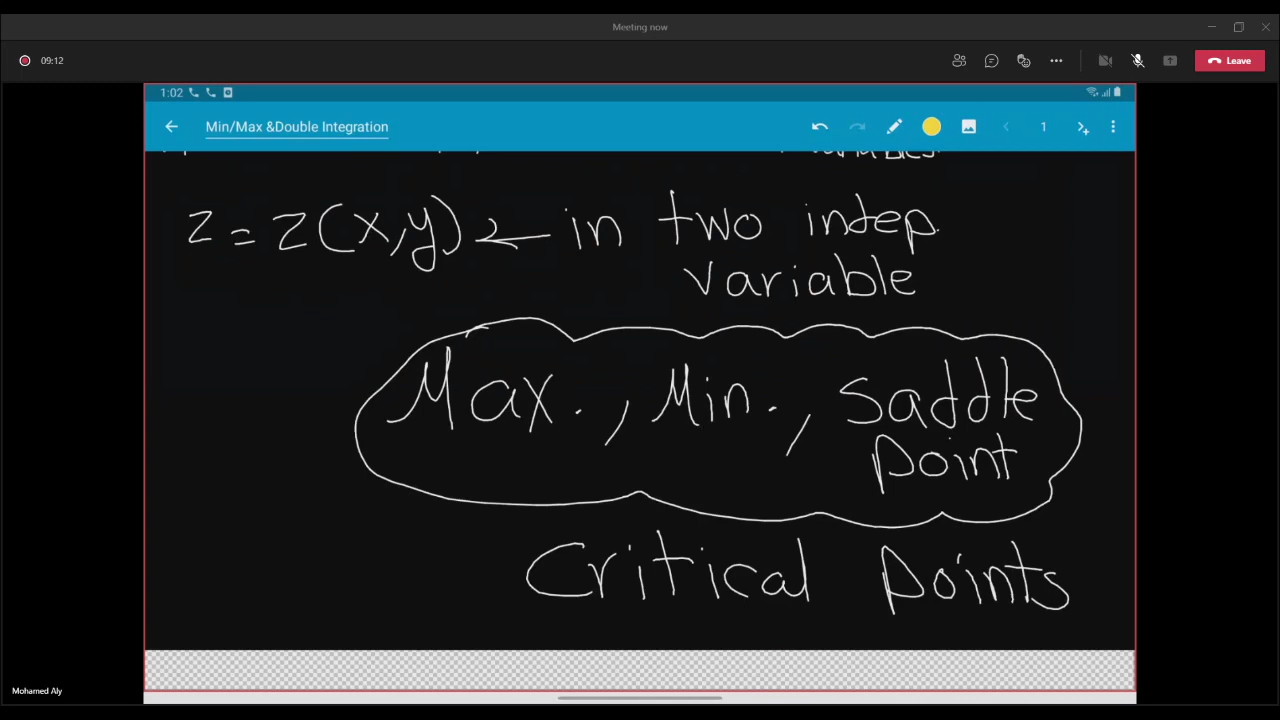 Meeting now
09:12
Leave
1:02
Min/Max &Double Integration
1
variables.
z = z(x,y) ← in two indep.
variable
Max., Min., Saddle
point
Critical points
Mohamed Aly